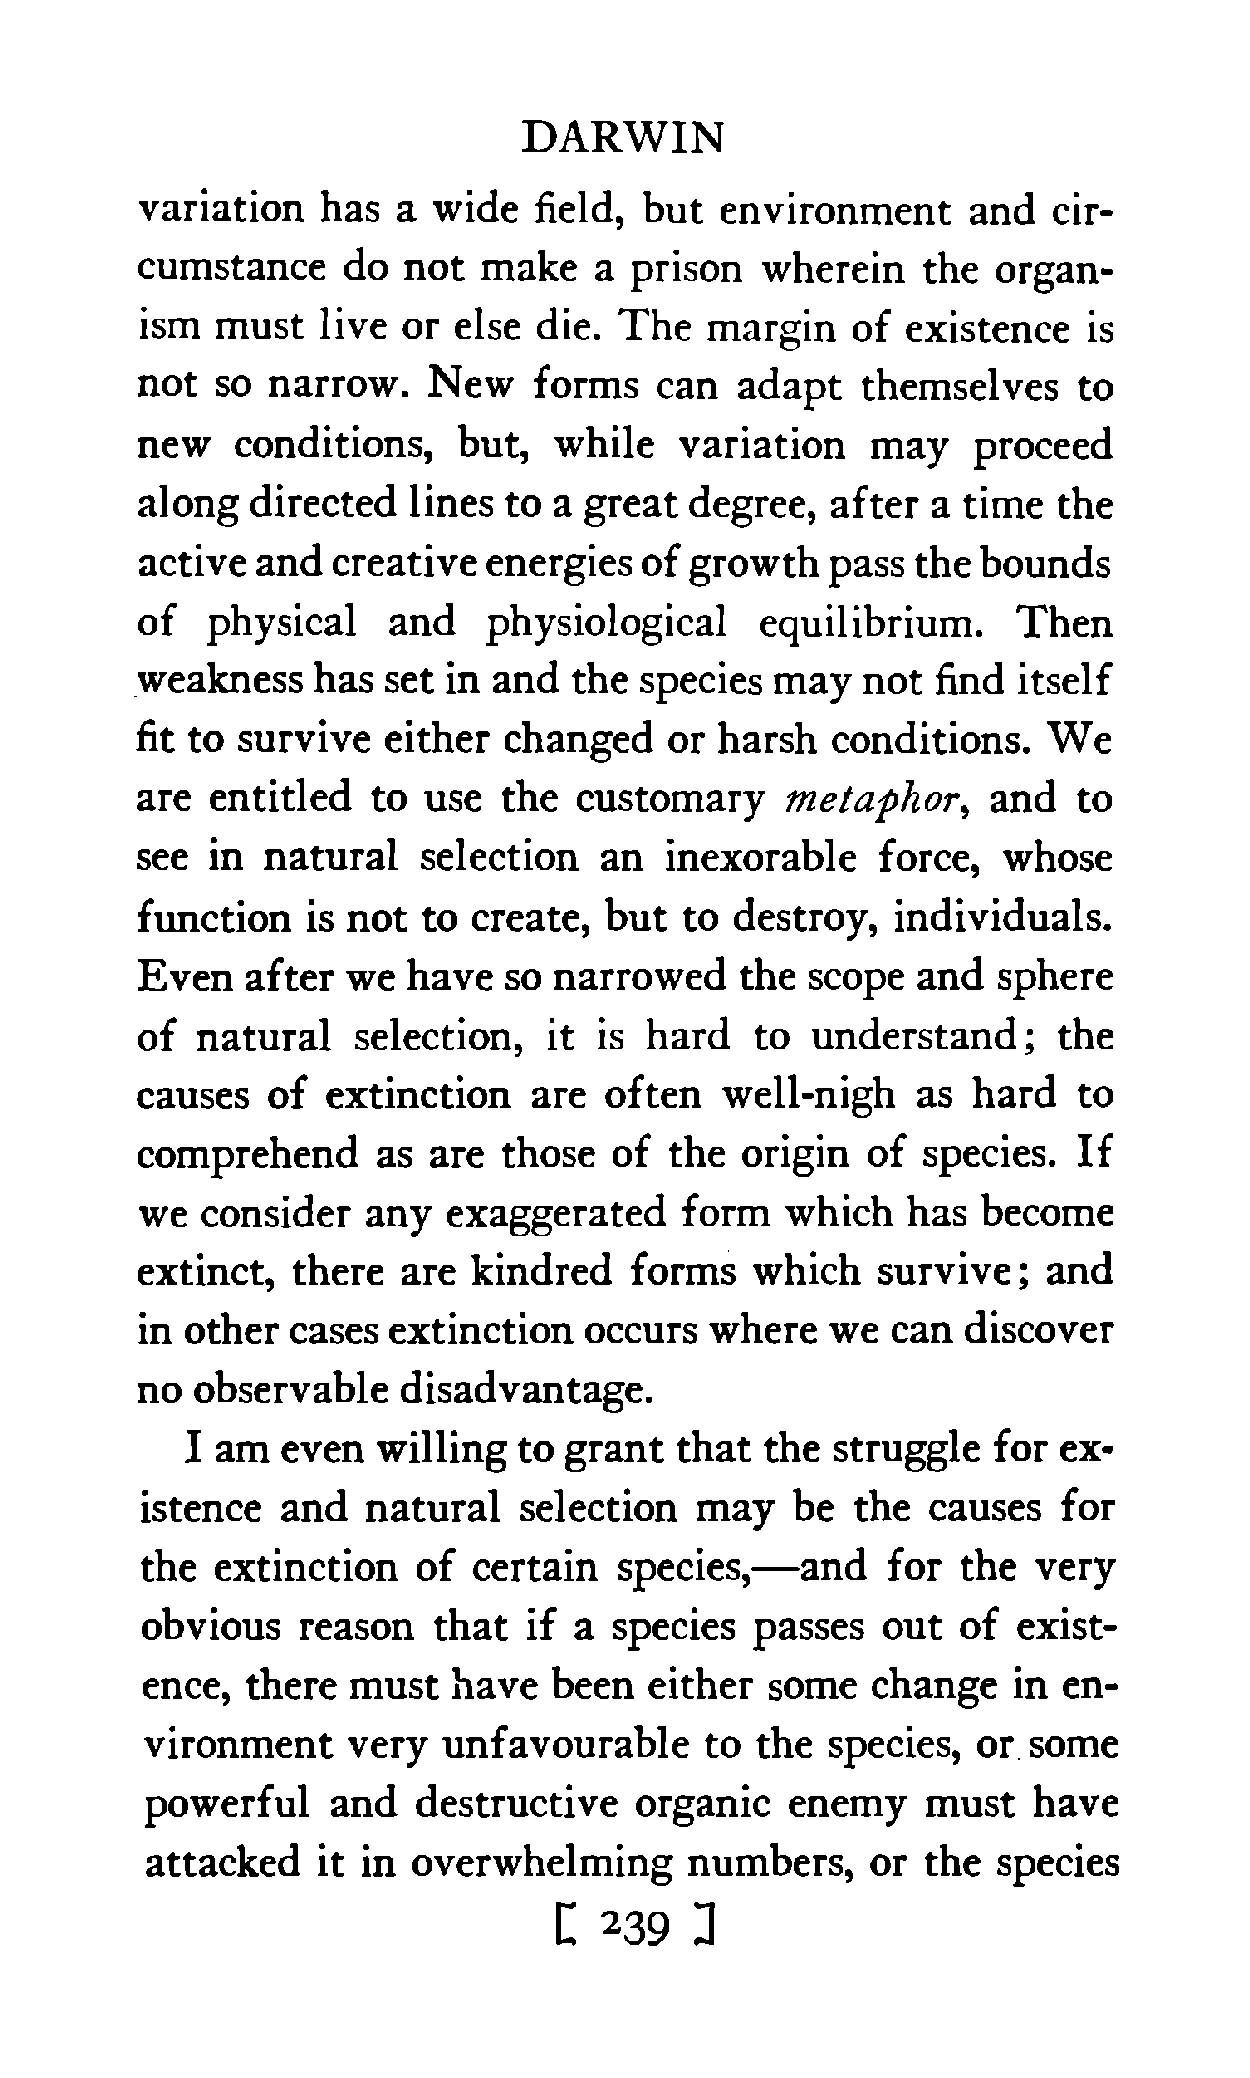 DARWIN
variation has a wide field, but environment and cir-
cumstance do not make a prison wherein the organ-
ism must live or else die. The margin of existence is
not so narrow. New forms can adapt themselves to
new conditions, but, while variation may proceed
along directed lines to a great degree, after a time the
active and creative energies of growth pass the bounds
of physical and physiological equilibrium. Then
weakness has set in and the species may not find itself
fit to survive either changed or harsh conditions. We
are entitled to use the customary metaphor, and to
see in natural selection an inexorable force, whose
function is not to create, but to destroy, individuals.
Even after we have so narrowed the scope and sphere
of natural selection, it is hard to understand; the
causes of extinction are often well-nigh as hard to
comprehend as are those of the origin of species. If
we consider any exaggerated form which has become
extinct, there are kindred forms which survive; and
in other cases extinction occurs where we can discover
no observable disadvantage.
I am even willing to grant that the struggle for ex-
istence and natural selection may be the causes for
the extinction of certain species,—and for the very
obvious reason that if a species passes out of exist-
ence, there must have been either some change in en-
vironment very unfavourable to the species, or some
powerful and destructive organic enemy must have
attacked it in overwhelming numbers, or the species
[ 239 ]